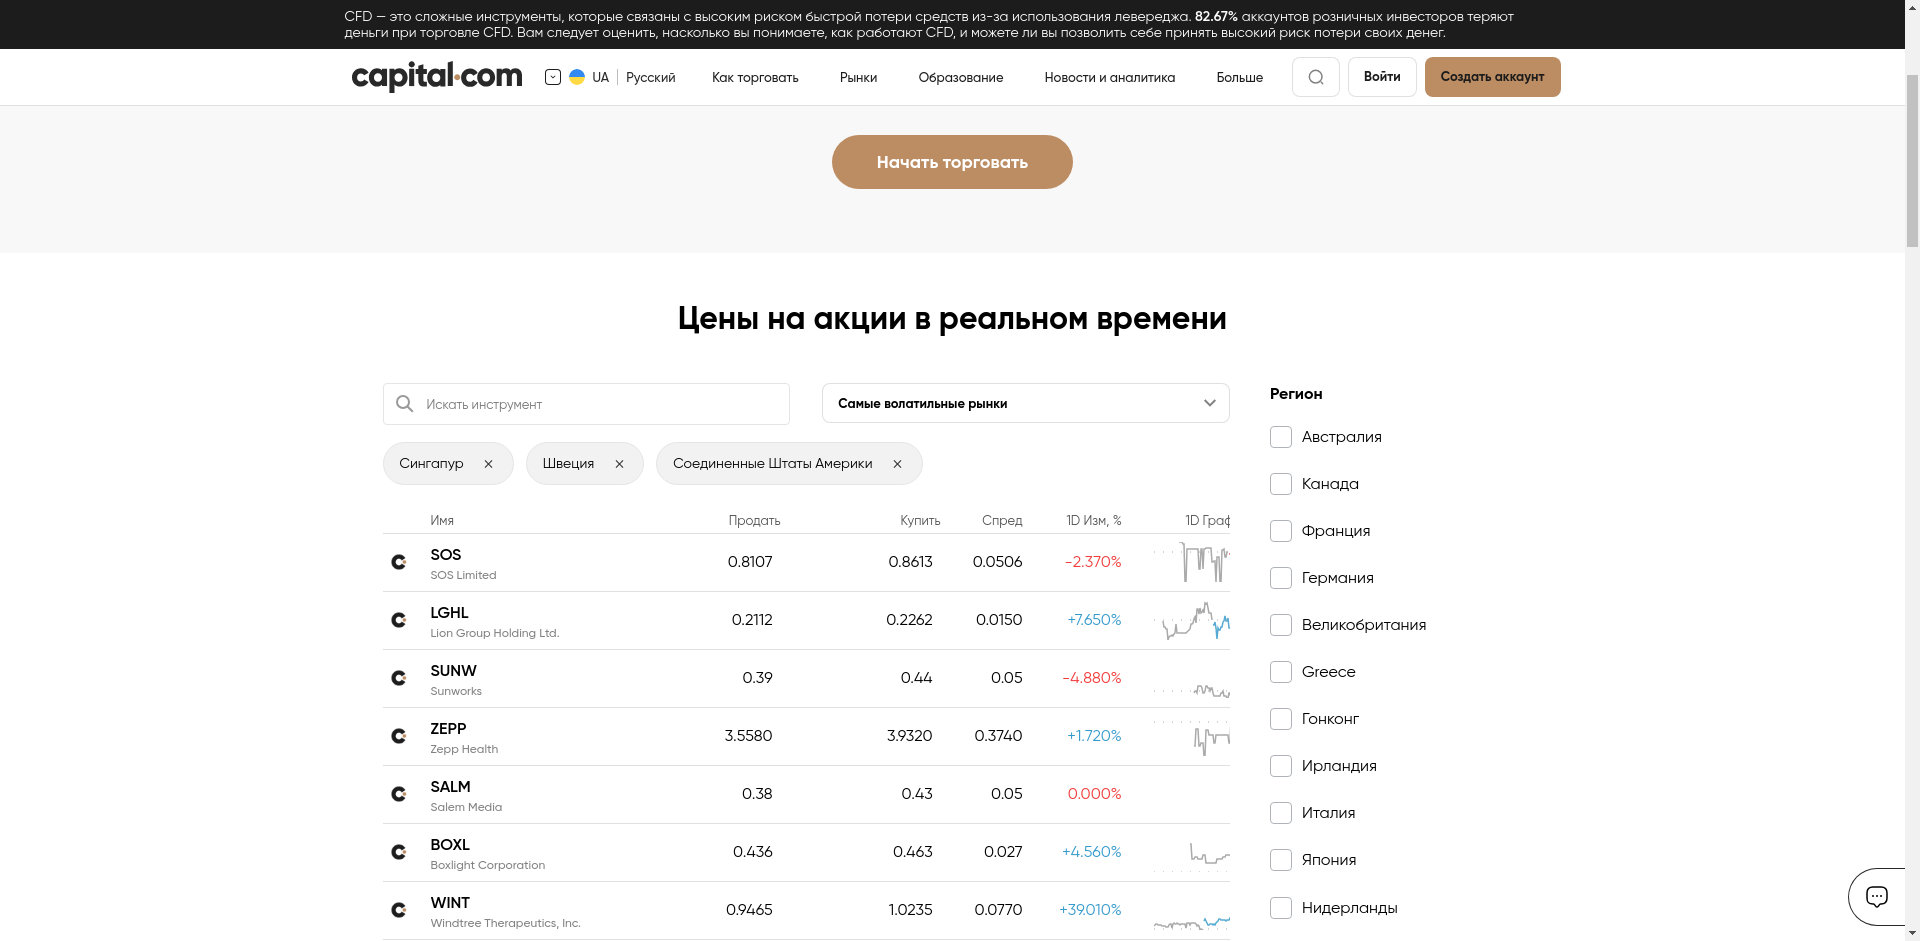 CFD — это сложные инструменты, которые связаны с высоким риском быстрой потери средств из-за использования левереджа. 82.67% аккаунтов розничных инвесторов теряют
деньги при торговле CFD. Вам следует оценить, насколько вы понимаете, как работают CFD, и можете ли вы позволить себе принять высокий риск потери своих денег.
capital.com UA Русский Как торговать Рынки Образование Новости и аналитика Больше Войти Создать аккаунт
Начать торговать
Цены на акции в реальном времени
Искать инструмент
Самые волатильные рынки
Сингапур × Швеция × Соединенные Штаты Америки ×
Имя Продать Купить Спред 1D Изм, % 1D Граф
SOS 0.8107 0.8613 0.0506 -2.370%
SOS Limited
LGHL 0.2112 0.2262 0.0150 +7.650%
Lion Group Holding Ltd.
SUNW 0.39 0.44 0.05 -4.880%
Sunworks
ZEPP 3.5580 3.9320 0.3740 +1.720%
Zepp Health
SALM 0.38 0.43 0.05 0.000%
Salem Media
BOXL 0.436 0.463 0.027 +4.560%
Boxlight Corporation
WINT 0.9465 1.0235 0.0770 +39.010%
Windtree Therapeutics, Inc.
Регион
Австралия
Канада
Франция
Германия
Великобритания
Greece
Гонконг
Ирландия
Италия
Япония
Нидерланды